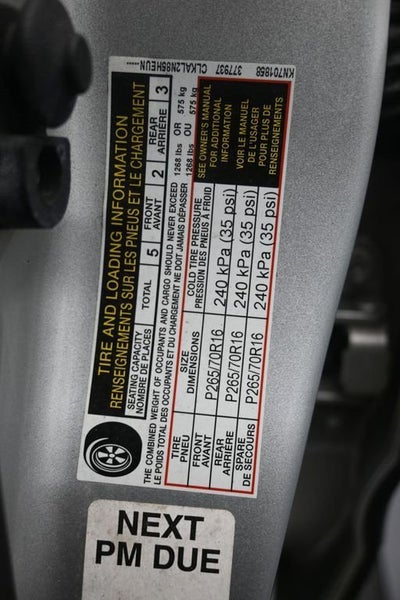 KN701858 377937 CLKAL2N86HEUN
TIRE AND LOADING INFORMATION
RENSEIGNEMENTS SUR LES PNEUS ET LE CHARGEMENT
SEATING CAPACITY
NOMBRE DE PLACES
TOTAL 5 FRONT
AVANT 2 REAR
ARRIÈRE 3
THE COMBINED WEIGHT OF OCCUPANTS AND CARGO SHOULD NEVER EXCEED 1268 lbs OR 575 kg
LE POIDS TOTAL DES OCCUPANTS ET DU CHARGEMENT NE DOIT JAMAIS DÉPASSER 1268 lbs OU 575 kg
TIRE
PNEU
SIZE
DIMENSIONS
COLD TIRE PRESSURE
PRESSION DES PNEUS À FROID
FRONT
AVANT
P265/70R16 240 kPa (35 psi)
REAR
ARRIÈRE
P265/70R16 240 kPa (35 psi)
SPARE
DE SECOURS
P265/70R16 240 kPa (35 psi)
SEE OWNER'S MANUAL
FOR ADDITIONAL
INFORMATION
VOIR LE MANUEL
DE L'USAGER
POUR PLUS DE
RENSEIGNEMENTS
NEXT
PM DUE